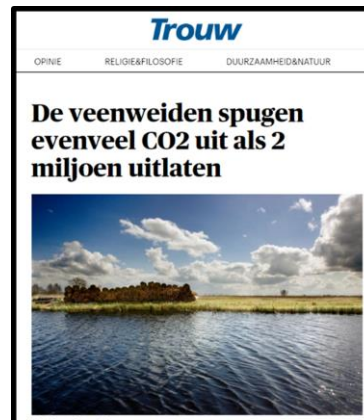 Trouw
OPINIE RELIGIE&FILOSOFIE DUURZAAMHEID&NATUUR
De veenweiden spugen
evenveel CO2 uit als 2
miljoen uitlaten